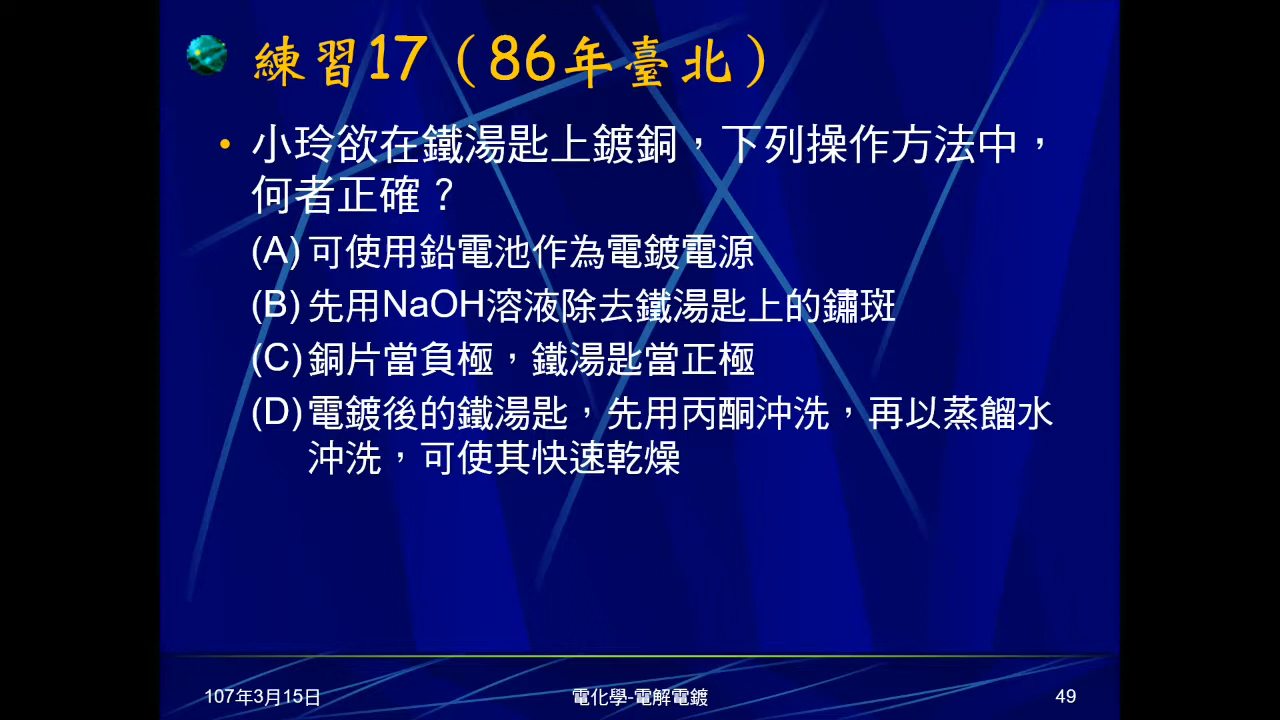 練習17（86年臺北）
• 小玲欲在鐵湯匙上鍍銅，下列操作方法中，
何者正確？
(A) 可使用鉛電池作為電鍍電源
(B) 先用NaOH溶液除去鐵湯匙上的鏽斑
(C) 銅片當負極，鐵湯匙當正極
(D) 電鍍後的鐵湯匙，先用丙酮沖洗，再以蒸餾水
沖洗，可使其快速乾燥
107年3月15日
電化學-電解電鍍
49